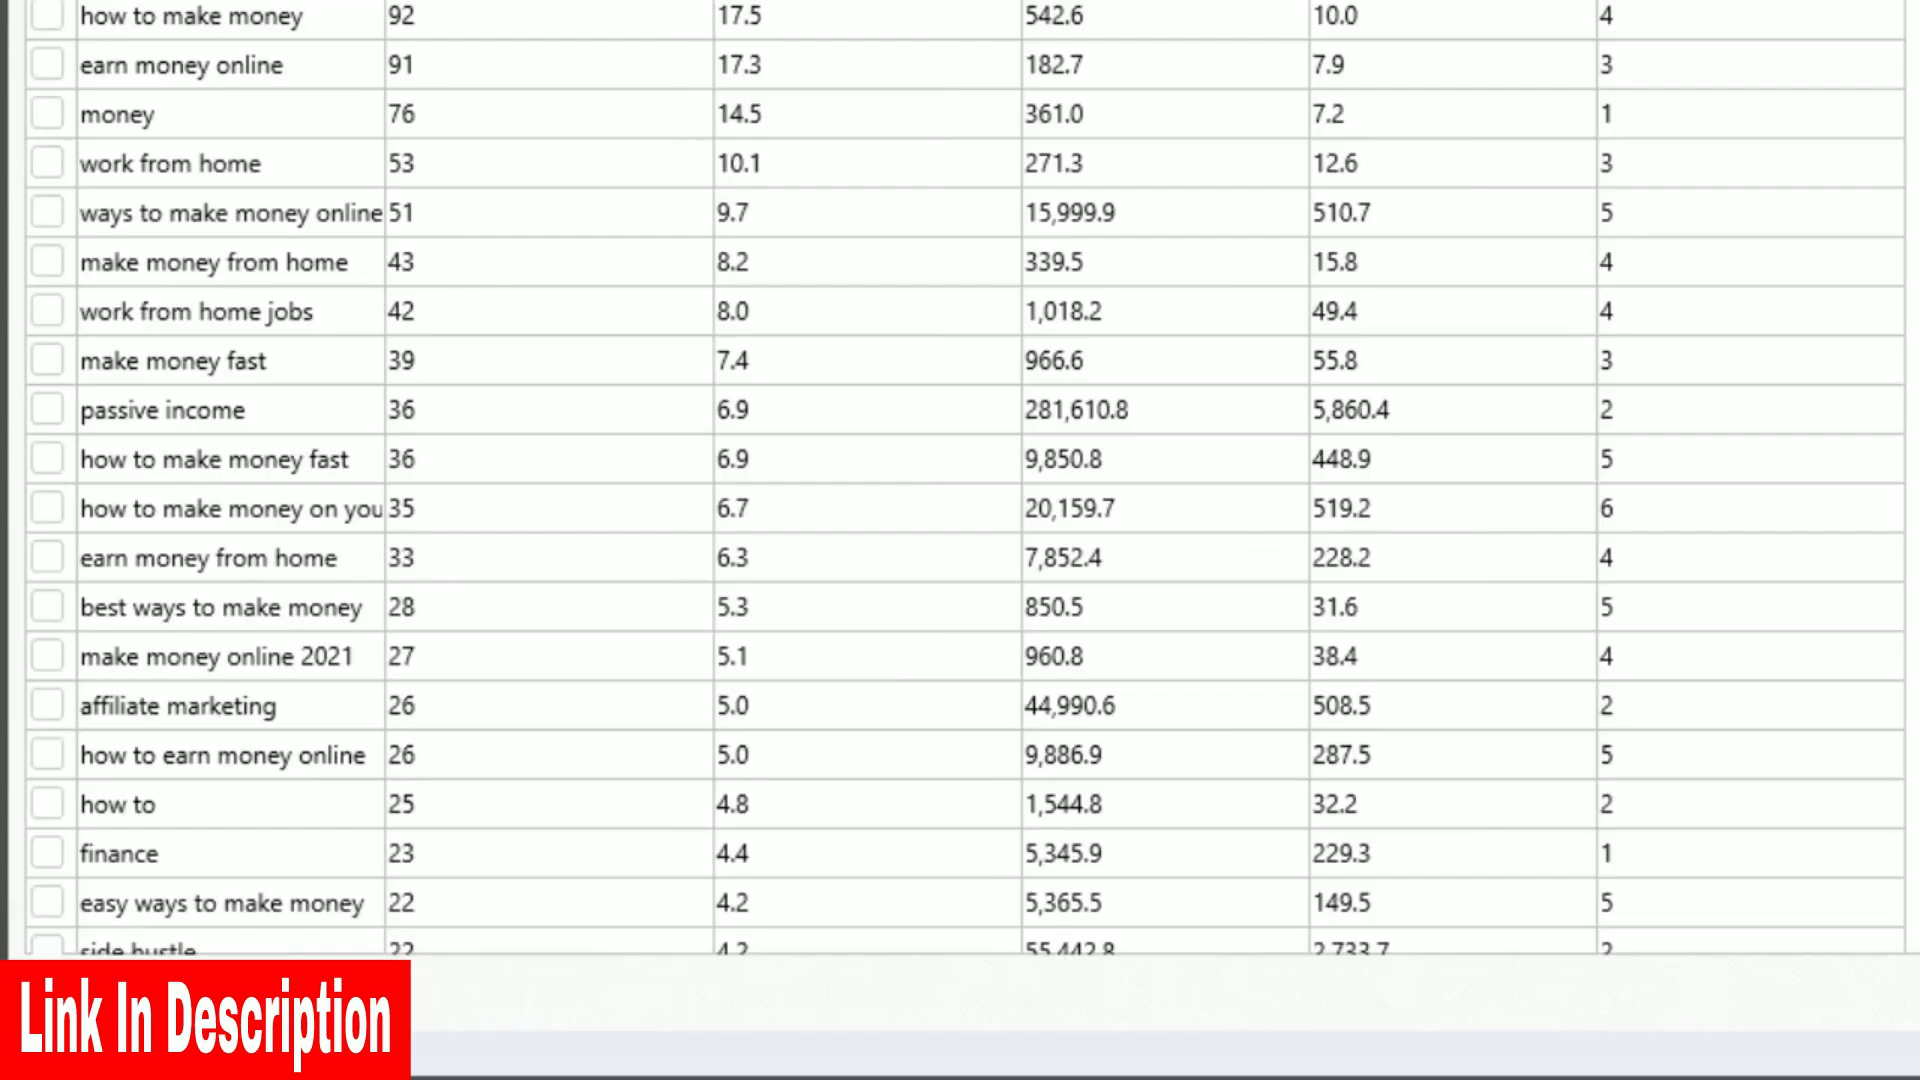 how to make money 92 17.5 542.6 10.0 4
earn money online 91 17.3 182.7 7.9 3
money 76 14.5 361.0 7.2 1
work from home 53 10.1 271.3 12.6 3
ways to make money online 51 9.7 15,999.9 510.7 5
make money from home 43 8.2 339.5 15.8 4
work from home jobs 42 8.0 1,018.2 49.4 4
make money fast 39 7.4 966.6 55.8 3
passive income 36 6.9 281,610.8 5,860.4 2
how to make money fast 36 6.9 9,850.8 448.9 5
how to make money on you 35 6.7 20,159.7 519.2 6
earn money from home 33 6.3 7,852.4 228.2 4
best ways to make money 28 5.3 850.5 31.6 5
make money online 2021 27 5.1 960.8 38.4 4
affiliate marketing 26 5.0 44,990.6 508.5 2
how to earn money online 26 5.0 9,886.9 287.5 5
how to 25 4.8 1,544.8 32.2 2
finance 23 4.4 5,345.9 229.3 1
easy ways to make money 22 4.2 5,365.5 149.5 5
side hustle 22 4.2 55,442.8 2,733.7 2
Link In Description